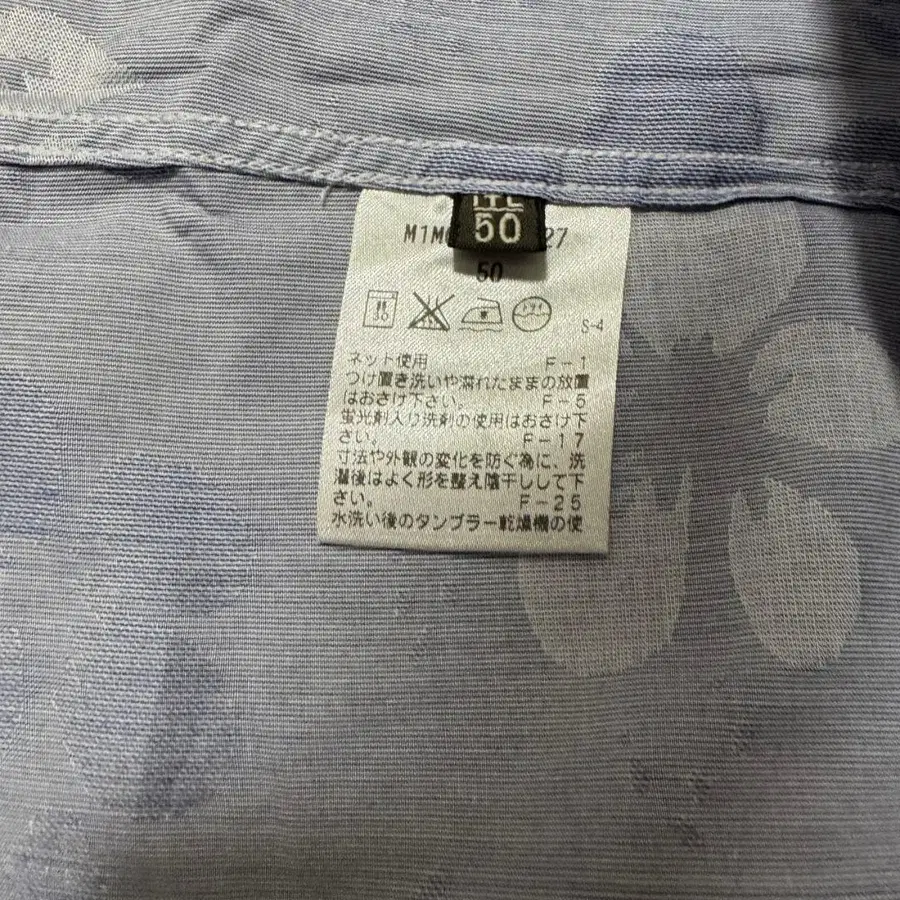 ITL
50
M1M 27
50
S-4
ネット使用 F-1
つけ置き洗いや濡れたままの放置
はおさけ下さい。 F-5
蛍光剤入り洗剤の使用はおさけ下
さい。 F-17
寸法や外観の変化を防ぐ為に、洗
濯後はよく形を整え陰干しして下
さい。 F-25
水洗い後のタンブラー乾燥機の使